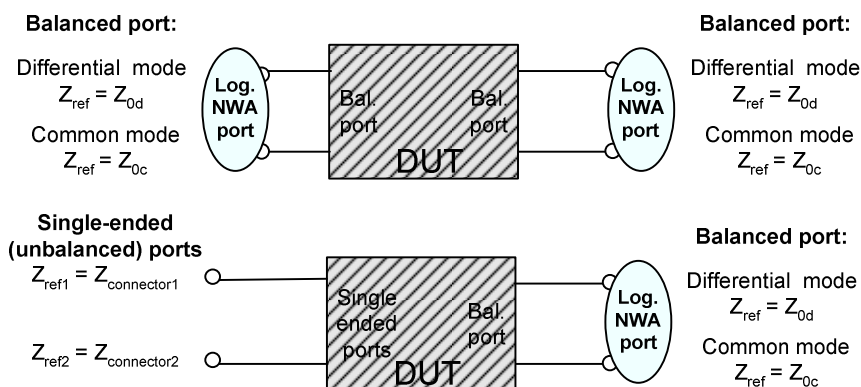 Balanced port:
Differential mode
Z_ref = Z_0d
Common mode
Z_ref = Z_0c
Log.
NWA
port
Bal.
port
Bal.
port
DUT
Log.
NWA
port
Balanced port:
Differential mode
Z_ref = Z_0d
Common mode
Z_ref = Z_0c
Single-ended
(unbalanced) ports
Z_ref1 = Z_connector1
Z_ref2 = Z_connector2
Single
ended
ports
Bal.
port
DUT
Log.
NWA
port
Balanced port:
Differential mode
Z_ref = Z_0d
Common mode
Z_ref = Z_0c